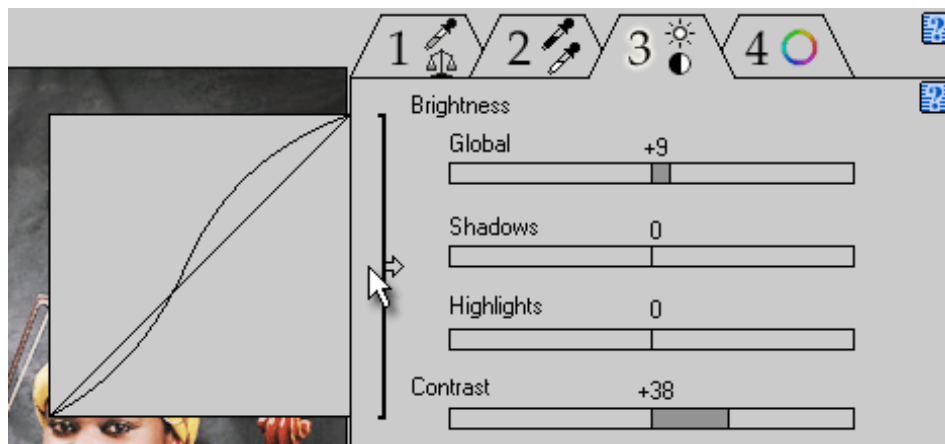 1 2 3 4
Brightness
Global +9
Shadows 0
Highlights 0
Contrast +38